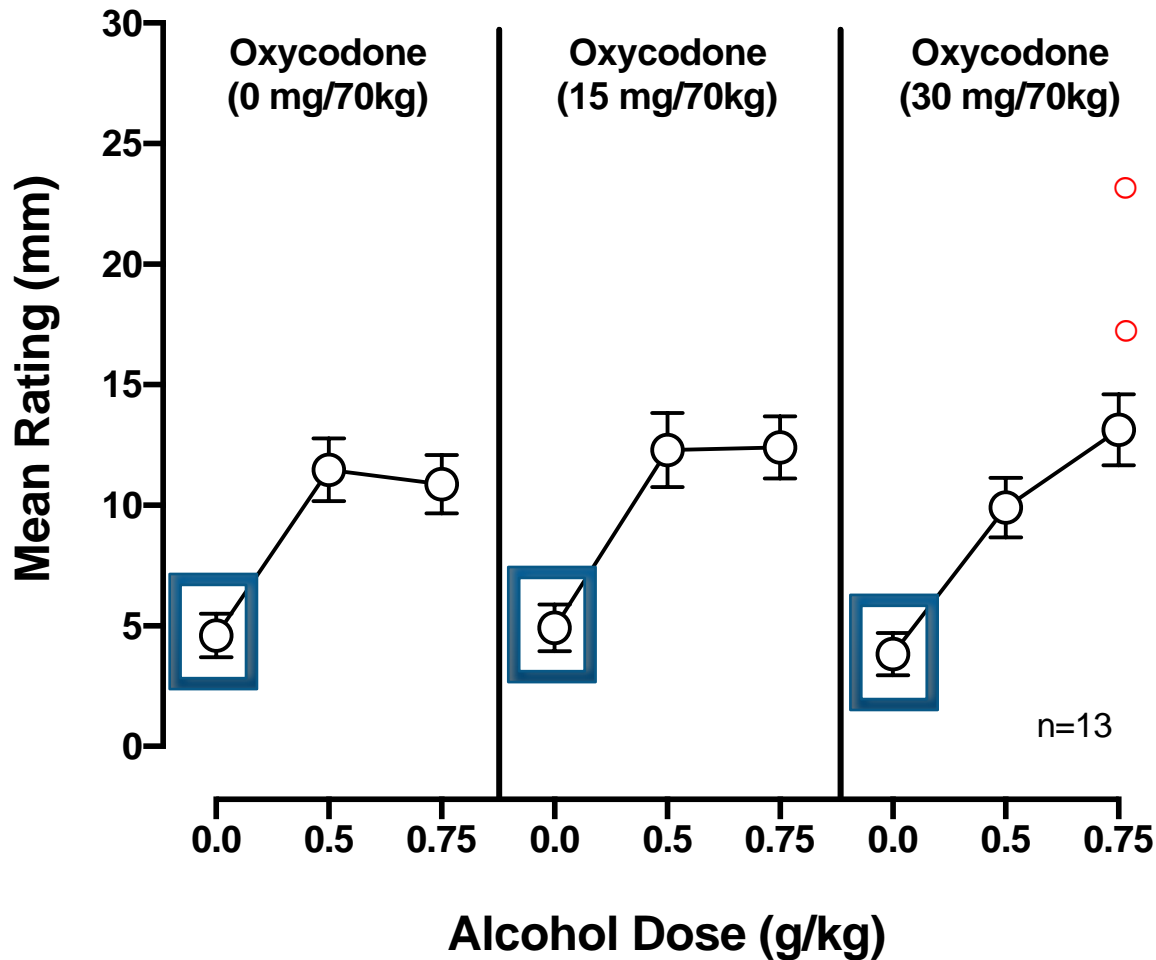 Oxycodone
(0 mg/70kg)
Oxycodone
(15 mg/70kg)
Oxycodone
(30 mg/70kg)
30
25
20
15
10
5
0
Mean Rating (mm)
n=13
0.0 0.5 0.75 0.0 0.5 0.75 0.0 0.5 0.75
Alcohol Dose (g/kg)